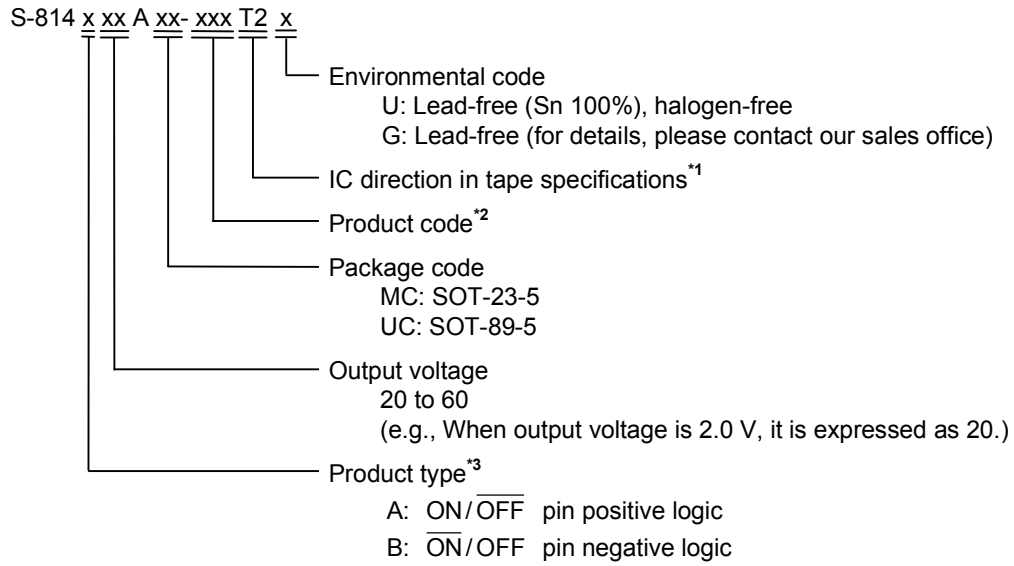 S-814 x xx A xx- xxx T2 x
Environmental code
U: Lead-free (Sn 100%), halogen-free
G: Lead-free (for details, please contact our sales office)
IC direction in tape specifications*1
Product code*2
Package code
MC: SOT-23-5
UC: SOT-89-5
Output voltage
20 to 60
(e.g., When output voltage is 2.0 V, it is expressed as 20.)
Product type*3
A: ON/O̅F̅F̅ pin positive logic
B: O̅N̅/OFF pin negative logic